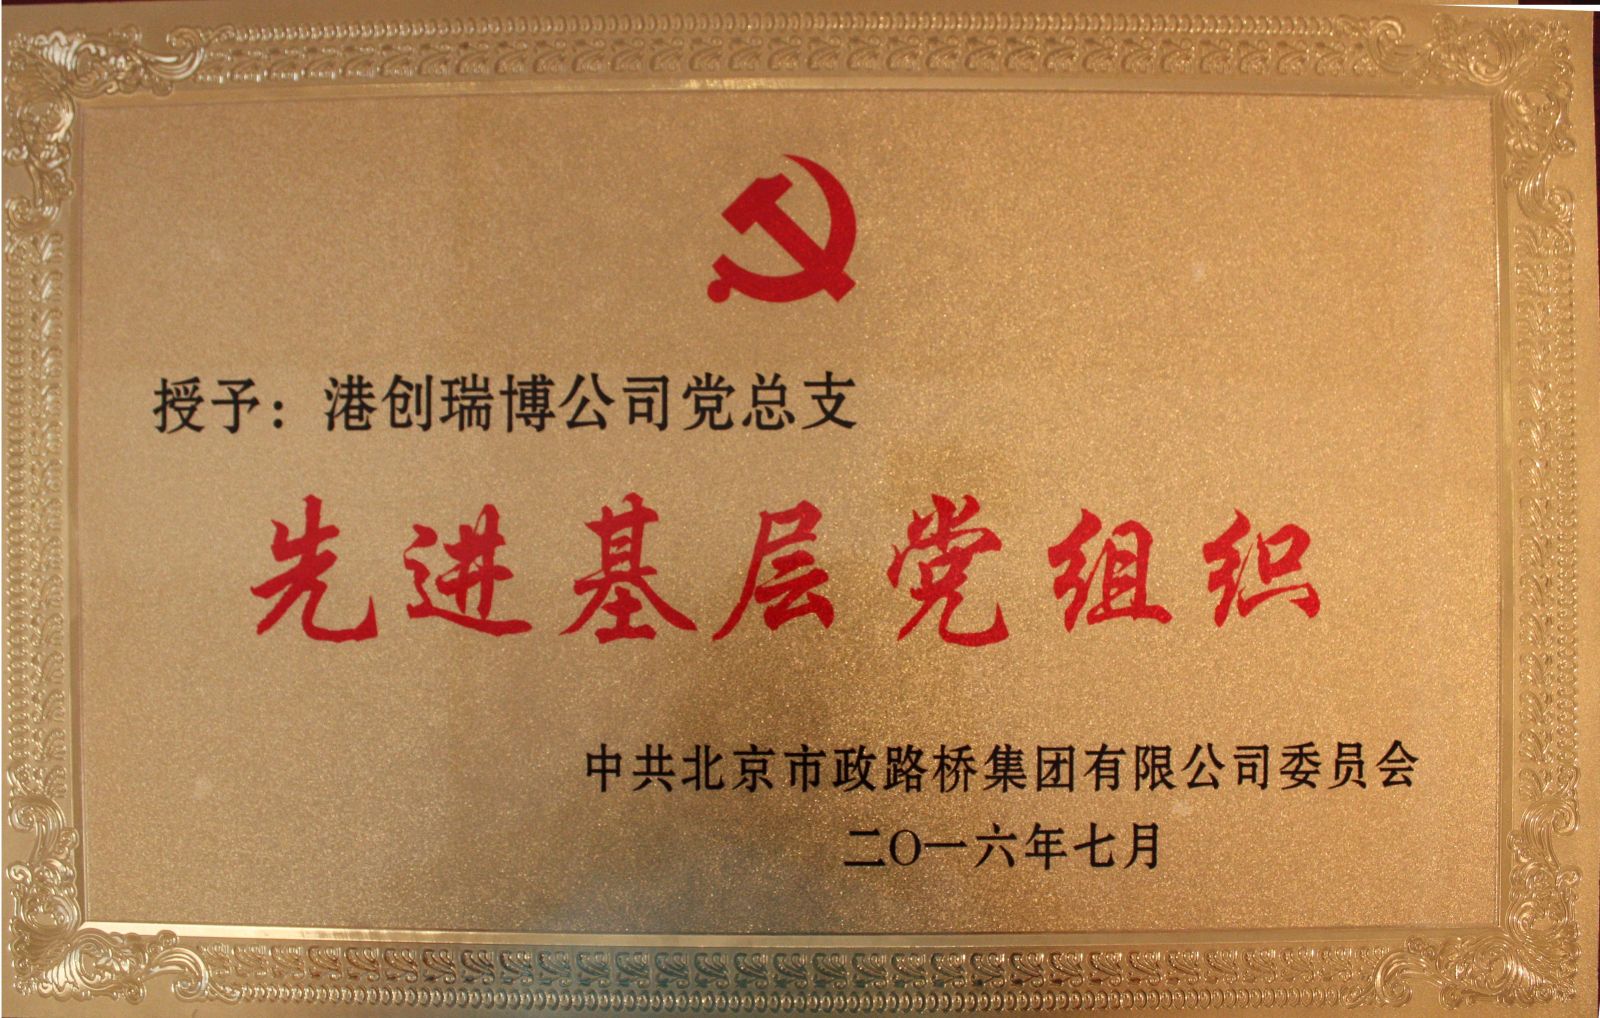 授予：港创瑞博公司党总支
先进基层党组织
中共北京市政路桥集团有限公司委员会
二〇一六年七月